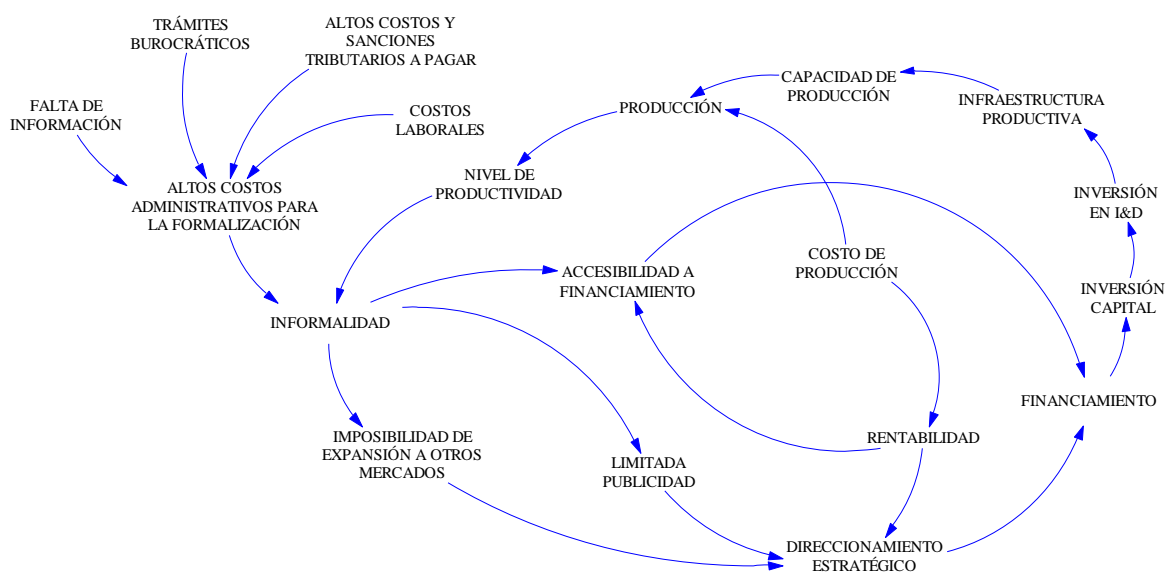 TRÁMITES
BUROCRÁTICOS
ALTOS COSTOS Y
SANCIONES
TRIBUTARIOS A PAGAR
FALTA DE
INFORMACIÓN
COSTOS
LABORALES
ALTOS COSTOS
ADMINISTRATIVOS PARA
LA FORMALIZACIÓN
PRODUCCIÓN
CAPACIDAD DE
PRODUCCIÓN
INFRAESTRUCTURA
PRODUCTIVA
NIVEL DE
PRODUCTIVIDAD
INVERSIÓN
EN I&D
ACCESIBILIDAD A
FINANCIAMIENTO
COSTO DE
PRODUCCIÓN
INVERSIÓN
CAPITAL
INFORMALIDAD
FINANCIAMIENTO
IMPOSIBILIDAD DE
EXPANSIÓN A OTROS
MERCADOS
LIMITADA
PUBLICIDAD
RENTABILIDAD
DIRECCIONAMIENTO
ESTRATÉGICO